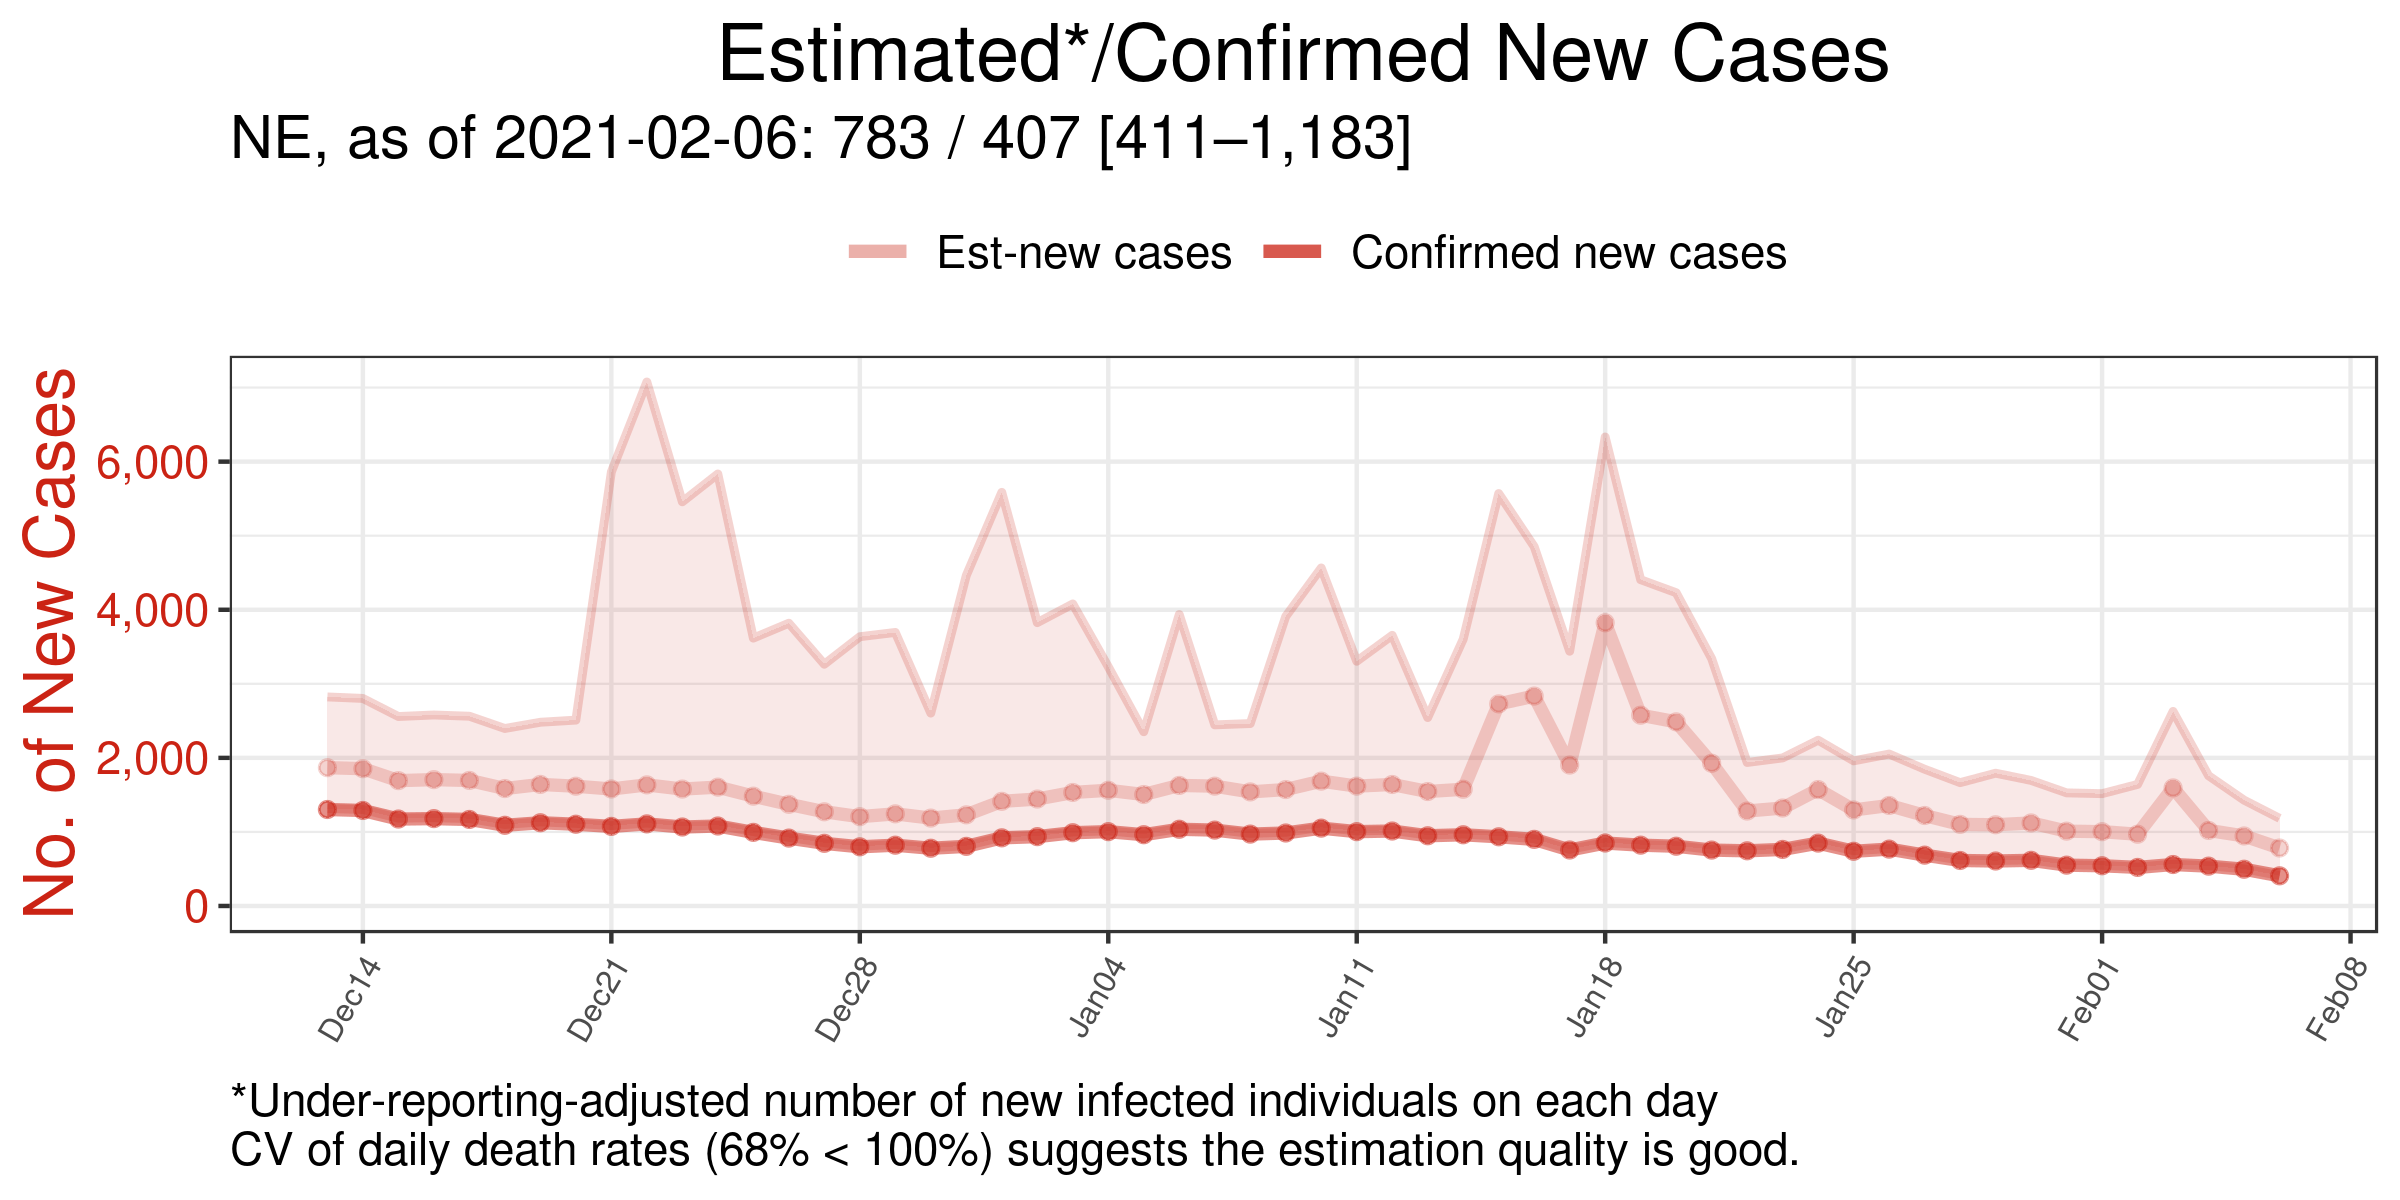 Estimated*/Confirmed New Cases
NE, as of 2021-02-06: 783 / 407 [411–1,183]
Est-new cases Confirmed new cases
No. of New Cases
6,000
4,000
2,000
0
Dec14 Dec21 Dec28 Jan04 Jan11 Jan18 Jan25 Feb01 Feb08
*Under-reporting-adjusted number of new infected individuals on each day
CV of daily death rates (68% < 100%) suggests the estimation quality is good.